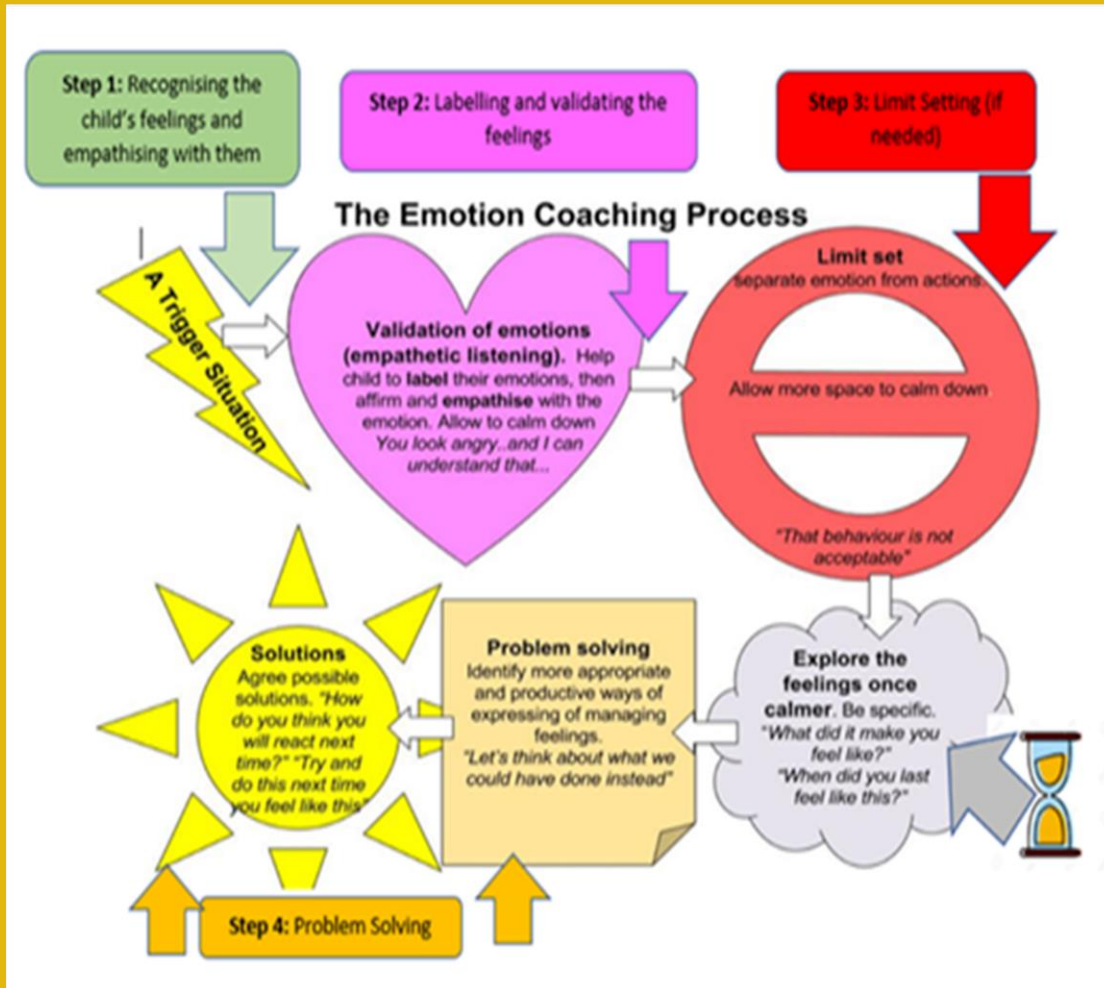 Step 1: Recognising the
child's feelings and
empathising with them
Step 2: Labelling and validating the
feelings
Step 3: Limit Setting (if
needed)
The Emotion Coaching Process
A Trigger Situation
Validation of emotions
(empathetic listening). Help
child to label their emotions, then
affirm and empathise with the
emotion. Allow to calm down
You look angry..and I can
understand that...
Limit set
separate emotion from actions.
Allow more space to calm down.
"That behaviour is not
acceptable"
Explore the
feelings once
calmer. Be specific.
"What did it make you
feel like?"
"When did you last
feel like this?"
Problem solving
Identify more appropriate
and productive ways of
expressing of managing
feelings.
"Let's think about what we
could have done instead"
Solutions
Agree possible
solutions. "How
do you think you
will react next
time?" "Try and
do this next time
you feel like this"
Step 4: Problem Solving